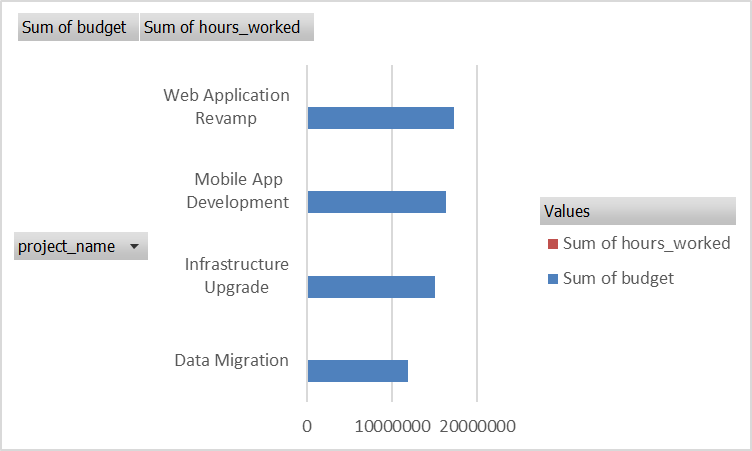 Sum of budget Sum of hours_worked
Web Application
Revamp
Mobile App
Development
Infrastructure
Upgrade
Data Migration
project_name
0 10000000 20000000
Values
Sum of hours_worked
Sum of budget